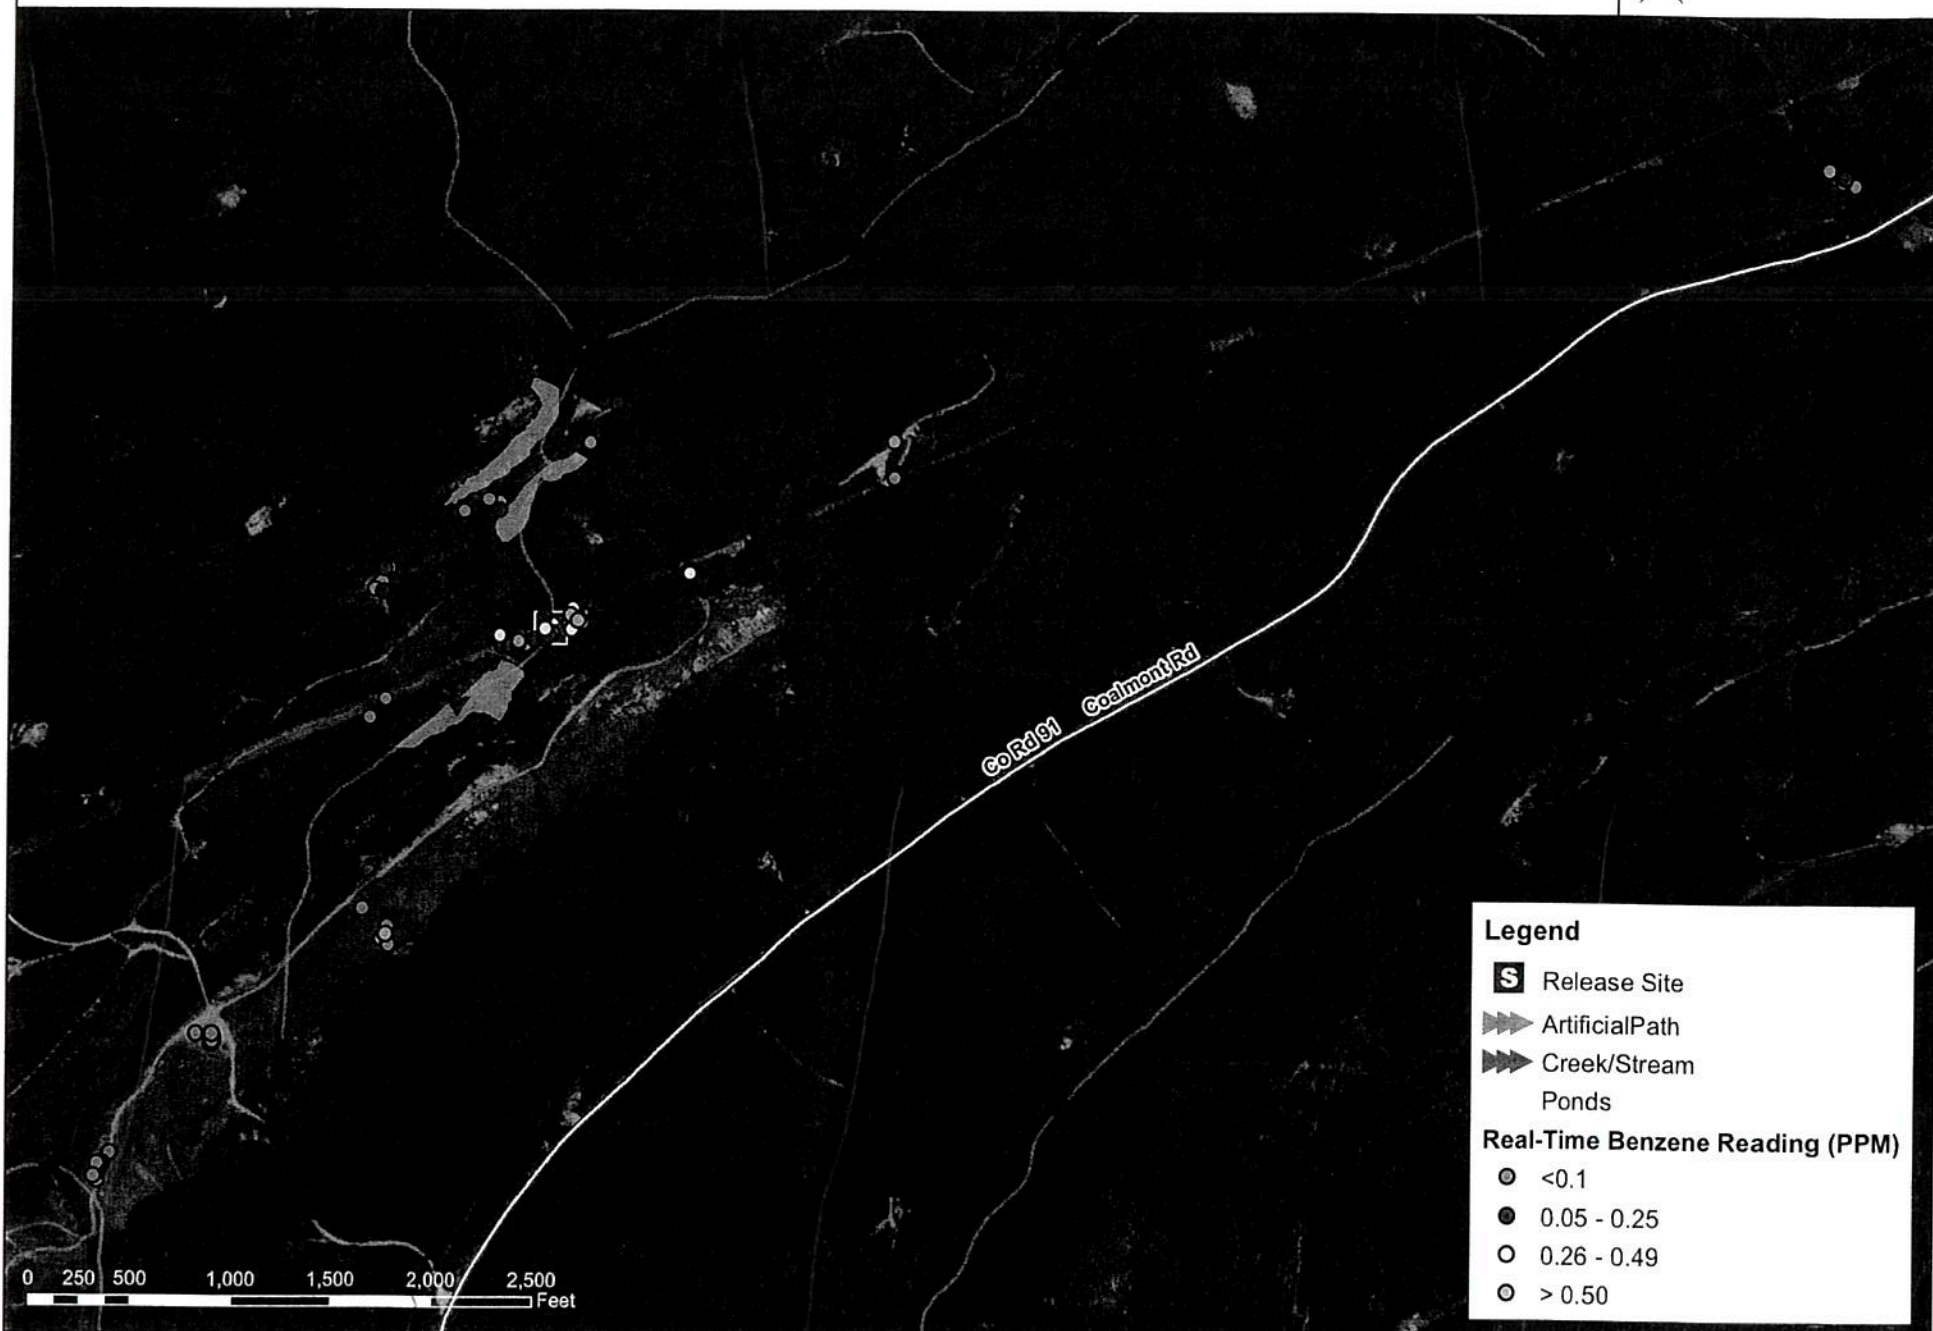 Co Rd 91 Coalmont Rd
Legend
S Release Site
ArtificialPath
Creek/Stream
Ponds
Real-Time Benzene Reading (PPM)
<0.1
0.05 - 0.25
0.26 - 0.49
> 0.50
0 250 500 1,000 1,500 2,000 2,500
Feet